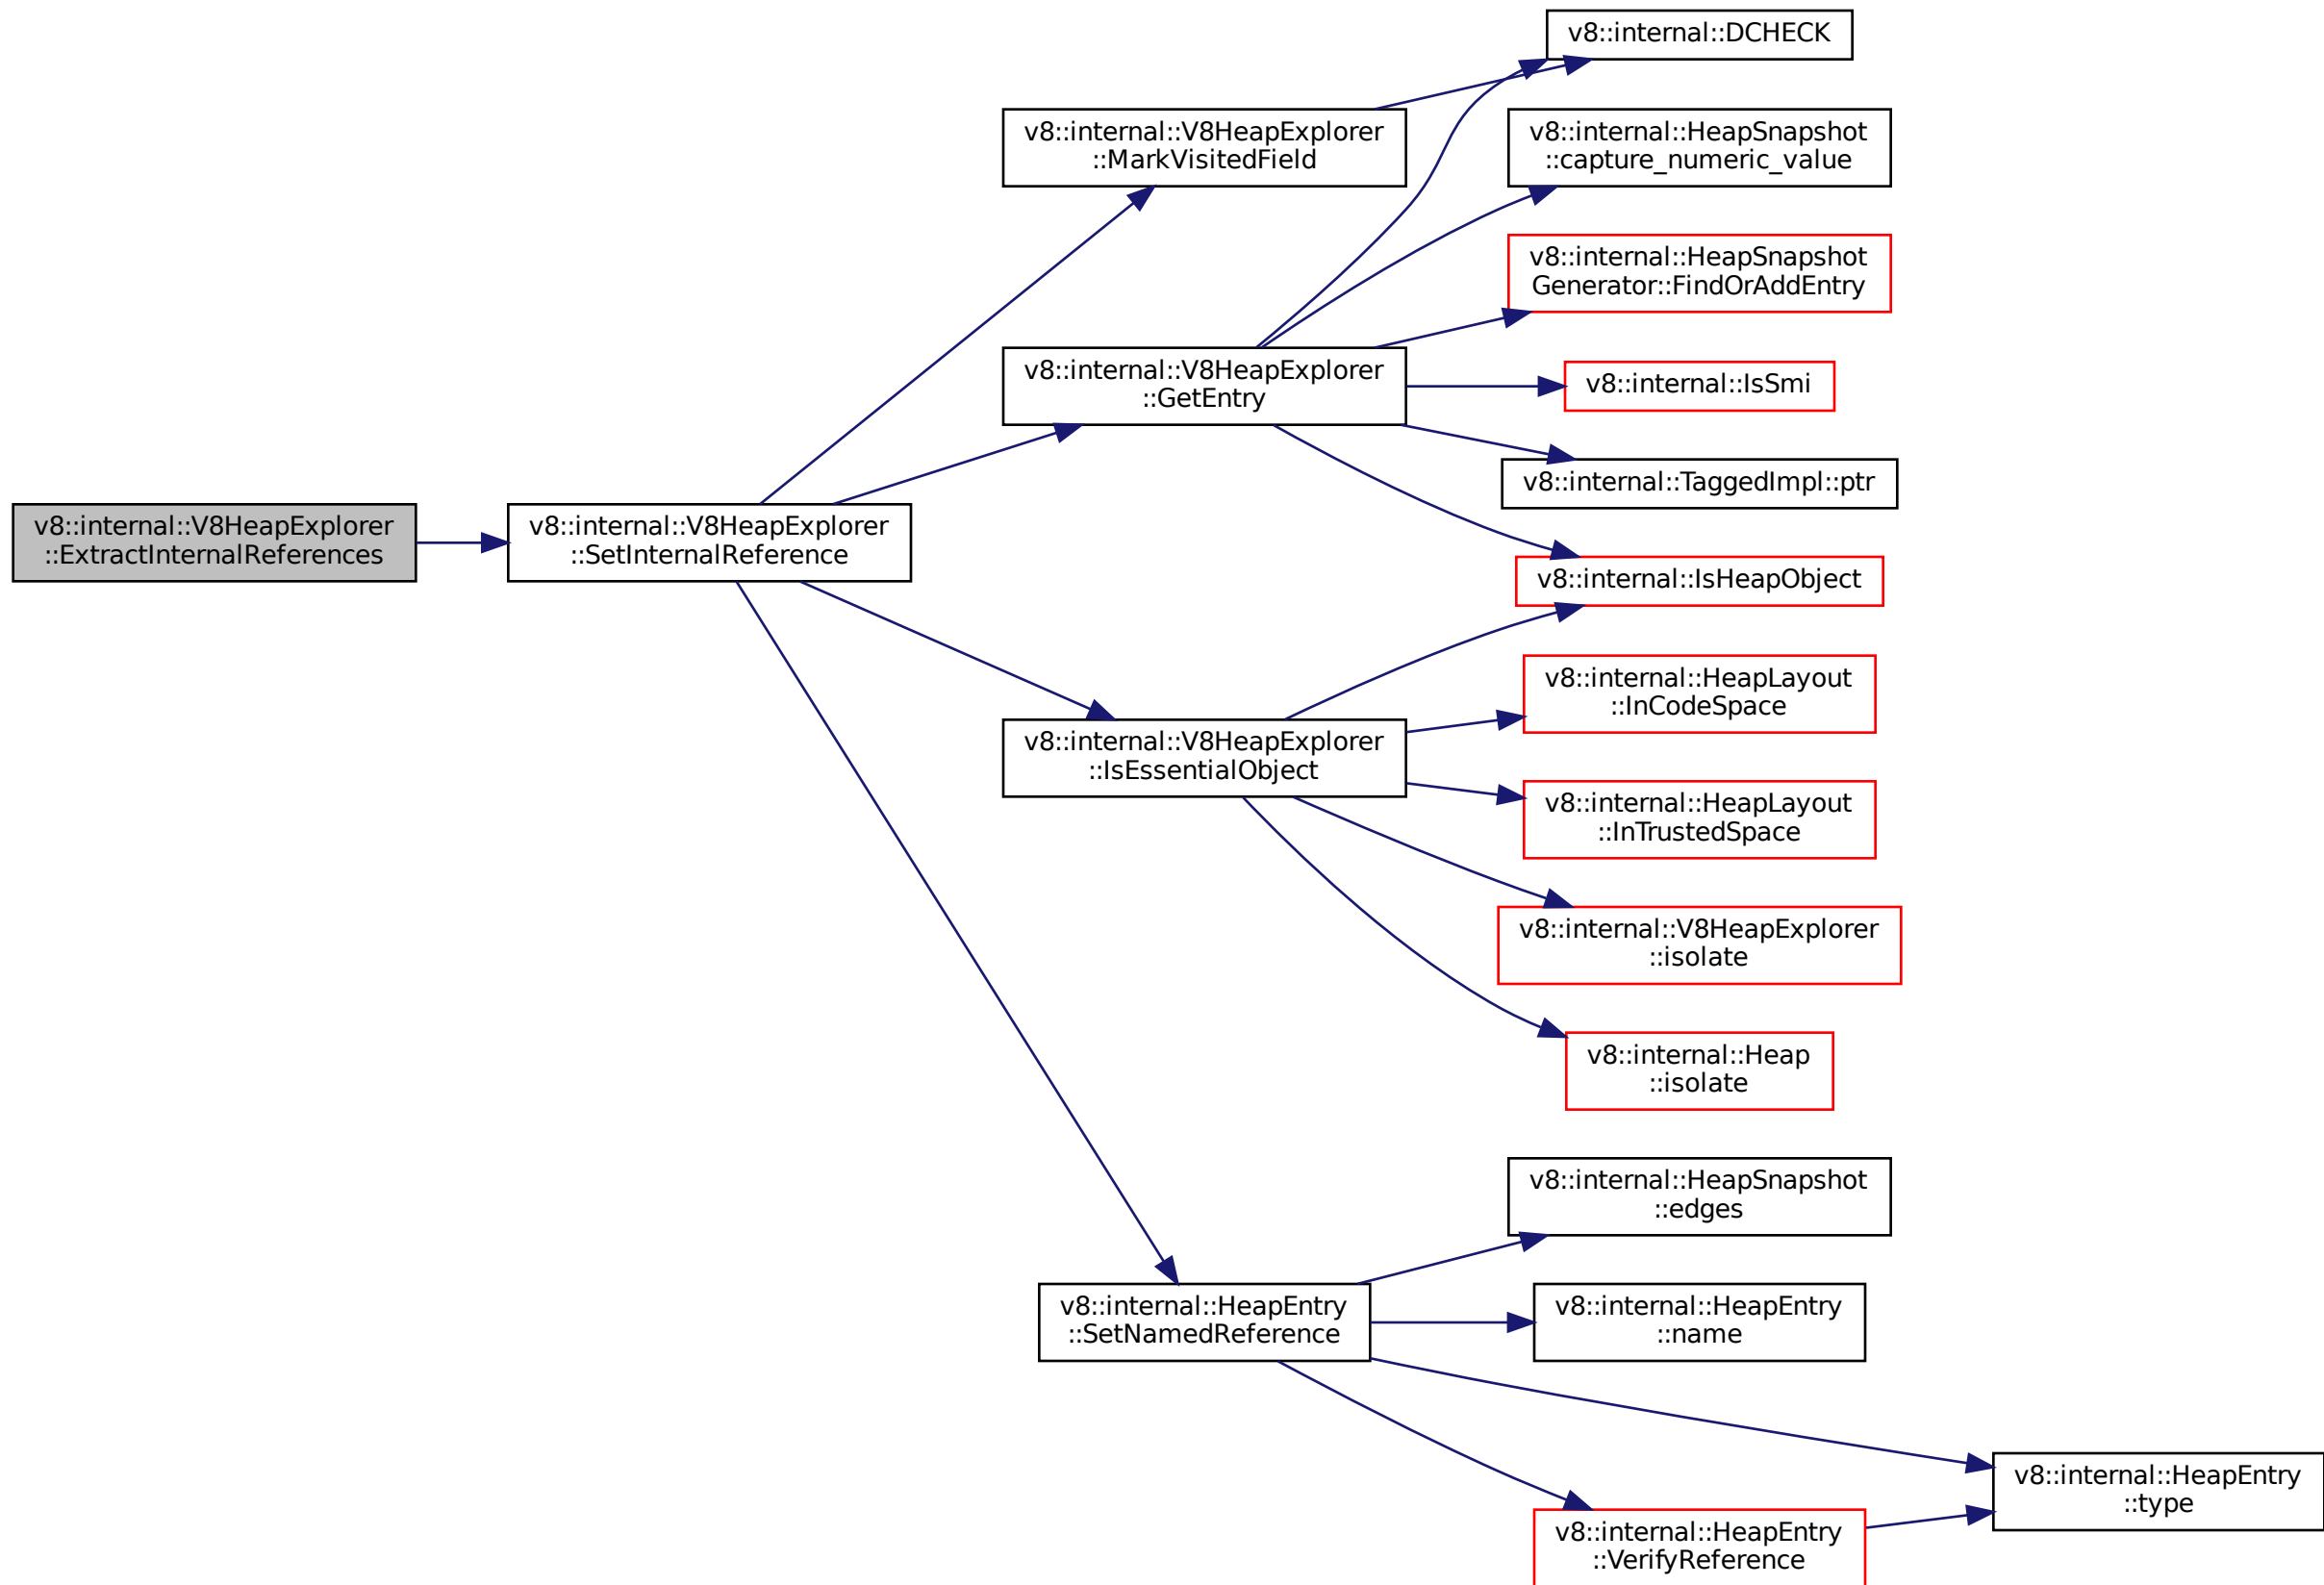 v8::internal::V8HeapExplorer
::ExtractInternalReferences
v8::internal::V8HeapExplorer
::SetInternalReference
v8::internal::V8HeapExplorer
::MarkVisitedField
v8::internal::V8HeapExplorer
::GetEntry
v8::internal::V8HeapExplorer
::IsEssentialObject
v8::internal::HeapEntry
::SetNamedReference
v8::internal::DCHECK
v8::internal::HeapSnapshot
::capture_numeric_value
v8::internal::HeapSnapshot
Generator::FindOrAddEntry
v8::internal::IsSmi
v8::internal::TaggedImpl::ptr
v8::internal::IsHeapObject
v8::internal::HeapLayout
::InCodeSpace
v8::internal::HeapLayout
::InTrustedSpace
v8::internal::V8HeapExplorer
::isolate
v8::internal::Heap
::isolate
v8::internal::HeapSnapshot
::edges
v8::internal::HeapEntry
::name
v8::internal::HeapEntry
::VerifyReference
v8::internal::HeapEntry
::type